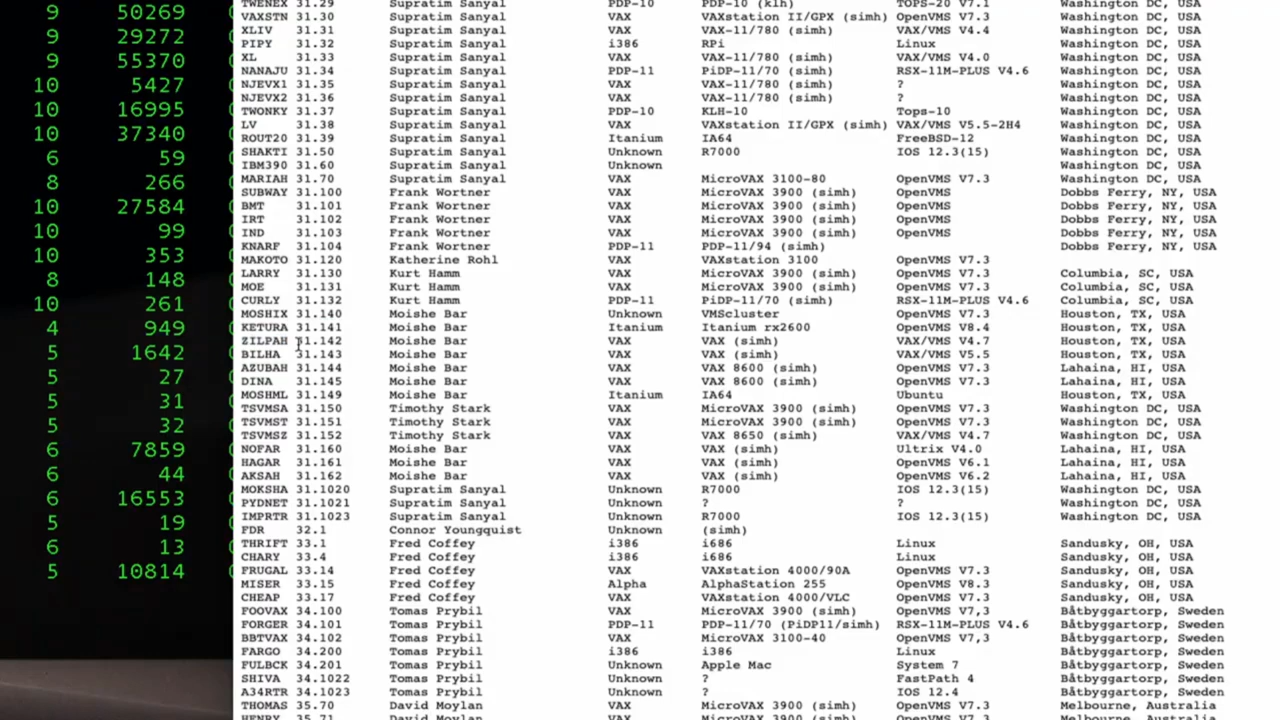 9 50269
9 29272
9 55370
10 5427
10 16995
10 37340
6 59
8 266
10 27584
10 99
10 353
8 148
10 261
4 949
5 1642
5 27
5 31
5 32
6 7859
6 44
6 16553
5 19
6 13
5 10814
TWENEX 31.29 Supratim Sanyal PDP-10 PDP-10 (klh) TOPS-20 V7.1 Washington DC, USA
VAXSTN 31.30 Supratim Sanyal VAX VAXstation II/GPX (simh) OpenVMS V7.3 Washington DC, USA
XLIV 31.31 Supratim Sanyal VAX VAX-11/780 (simh) VAX/VMS V4.4 Washington DC, USA
PIPY 31.32 Supratim Sanyal i386 RPi Linux Washington DC, USA
XL 31.33 Supratim Sanyal VAX VAX-11/780 (simh) VAX/VMS V4.0 Washington DC, USA
NANAJU 31.34 Supratim Sanyal PDP-11 PiDP-11/70 (simh) RSX-11M-PLUS V4.6 Washington DC, USA
NJEVX1 31.35 Supratim Sanyal VAX VAX-11/780 (simh) ? Washington DC, USA
NJEVX2 31.36 Supratim Sanyal VAX VAX-11/780 (simh) ? Washington DC, USA
TWONKY 31.37 Supratim Sanyal PDP-10 KLH-10 Tops-10 Washington DC, USA
LV 31.38 Supratim Sanyal VAX VAXstation II/GPX (simh) VAX/VMS V5.5-2H4 Washington DC, USA
ROUT20 31.39 Supratim Sanyal Itanium IA64 FreeBSD-12 Washington DC, USA
SHAKTI 31.50 Supratim Sanyal Unknown R7000 IOS 12.3(15) Washington DC, USA
IBM390 31.60 Supratim Sanyal Unknown Washington DC, USA
MARIAH 31.70 Supratim Sanyal VAX MicroVAX 3100-80 OpenVMS V7.3 Washington DC, USA
SUBWAY 31.100 Frank Wortner VAX MicroVAX 3900 (simh) OpenVMS Dobbs Ferry, NY, USA
BMT 31.101 Frank Wortner VAX MicroVAX 3900 (simh) OpenVMS Dobbs Ferry, NY, USA
IRT 31.102 Frank Wortner VAX MicroVAX 3900 (simh) OpenVMS Dobbs Ferry, NY, USA
IND 31.103 Frank Wortner VAX MicroVAX 3900 (simh) OpenVMS Dobbs Ferry, NY, USA
KNARF 31.104 Frank Wortner PDP-11 PDP-11/94 (simh) Dobbs Ferry, NY, USA
MAKOTO 31.120 Katherine Rohl VAX VAXstation 3100 OpenVMS V7.3
LARRY 31.130 Kurt Hamm VAX MicroVAX 3900 (simh) OpenVMS V7.3 Columbia, SC, USA
MOE 31.131 Kurt Hamm VAX MicroVAX 3900 (simh) OpenVMS V7.3 Columbia, SC, USA
CURLY 31.132 Kurt Hamm PDP-11 PiDP-11/70 (simh) RSX-11M-PLUS V4.6 Columbia, SC, USA
MOSHIX 31.140 Moishe Bar Unknown VMScluster OpenVMS V7.3 Houston, TX, USA
KETURA 31.141 Moishe Bar Itanium Itanium rx2600 OpenVMS V8.4 Houston, TX, USA
ZILPAH 31.142 Moishe Bar VAX VAX (simh) VAX/VMS V4.7 Houston, TX, USA
BILHA 31.143 Moishe Bar VAX VAX (simh) VAX/VMS V5.5 Houston, TX, USA
AZUBAH 31.144 Moishe Bar VAX VAX 8600 (simh) OpenVMS V7.3 Lahaina, HI, USA
DINA 31.145 Moishe Bar VAX VAX 8600 (simh) OpenVMS V7.3 Lahaina, HI, USA
MOSHML 31.149 Moishe Bar Itanium IA64 Ubuntu Houston, TX, USA
TSVMSA 31.150 Timothy Stark VAX MicroVAX 3900 (simh) OpenVMS V7.3 Washington DC, USA
TSVMST 31.151 Timothy Stark VAX MicroVAX 3900 (simh) OpenVMS V7.3 Washington DC, USA
TSVMSZ 31.152 Timothy Stark VAX VAX 8650 (simh) VAX/VMS V4.7 Washington DC, USA
NOFAR 31.160 Moishe Bar VAX VAX (simh) Ultrix V4.0 Lahaina, HI, USA
HAGAR 31.161 Moishe Bar VAX VAX (simh) OpenVMS V6.1 Lahaina, HI, USA
AKSAH 31.162 Moishe Bar VAX VAX (simh) OpenVMS V6.2 Lahaina, HI, USA
MOKSHA 31.1020 Supratim Sanyal Unknown R7000 IOS 12.3(15) Washington DC, USA
PYDNET 31.1021 Supratim Sanyal Unknown ? ? Washington DC, USA
IMPRTR 31.1023 Supratim Sanyal Unknown R7000 IOS 12.3(15) Washington DC, USA
FDR 32.1 Connor Youngquist Unknown (simh)
THRIFT 33.1 Fred Coffey i386 i686 Linux Sandusky, OH, USA
CHARY 33.4 Fred Coffey i386 i686 Linux Sandusky, OH, USA
FRUGAL 33.14 Fred Coffey VAX VAXstation 4000/90A OpenVMS V7.3 Sandusky, OH, USA
MISER 33.15 Fred Coffey Alpha AlphaStation 255 OpenVMS V8.3 Sandusky, OH, USA
CHEAP 33.17 Fred Coffey VAX VAXstation 4000/VLC OpenVMS V7.3 Sandusky, OH, USA
FOOVAX 34.100 Tomas Prybil VAX MicroVAX 3900 (simh) OpenVMS V7,3 Båtbyggartorp, Sweden
FORGER 34.101 Tomas Prybil PDP-11 PDP-11/70 (PiDP11/simh) RSX-11M-PLUS V4.6 Båtbyggartorp, Sweden
BBTVAX 34.102 Tomas Prybil VAX MicroVAX 3100-40 OpenVMS V7,3 Båtbyggartorp, Sweden
FARGO 34.200 Tomas Prybil i386 i386 Linux Båtbyggartorp, Sweden
FULBCK 34.201 Tomas Prybil Unknown Apple Mac System 7 Båtbyggartorp, Sweden
SHIVA 34.1022 Tomas Prybil Unknown ? FastPath 4 Båtbyggartorp, Sweden
A34RTR 34.1023 Tomas Prybil Unknown ? IOS 12.4 Båtbyggartorp, Sweden
THOMAS 35.70 David Moylan VAX MicroVAX 3900 (simh) OpenVMS V7.3 Melbourne, Australia
HENRY 35.71 David Moylan VAX MicroVAX 3900 (simh) OpenVMS V7.3 Melbourne, Australia